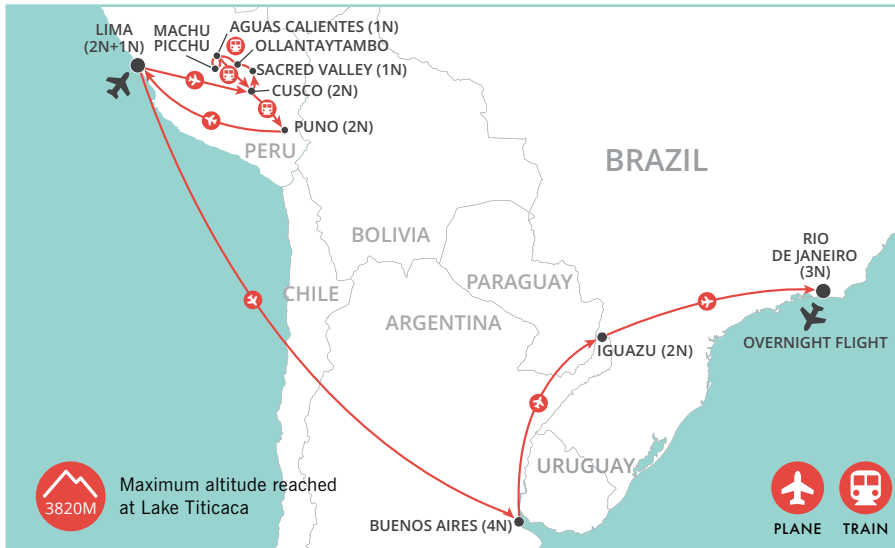 LIMA
(2N+1N)
MACHU
PICCHU
AGUAS CALIENTES (1N)
OLLANTAYTAMBO
SACRED VALLEY (1N)
CUSCO (2N)
PUNO (2N)
PERU
BRAZIL
BOLIVIA
RIO
DE JANEIRO
(3N)
PARAGUAY
CHILE
ARGENTINA
OVERNIGHT FLIGHT
IGUAZU (2N)
URUGUAY
3820M
Maximum altitude reached
at Lake Titicaca
BUENOS AIRES (4N)
PLANE
TRAIN